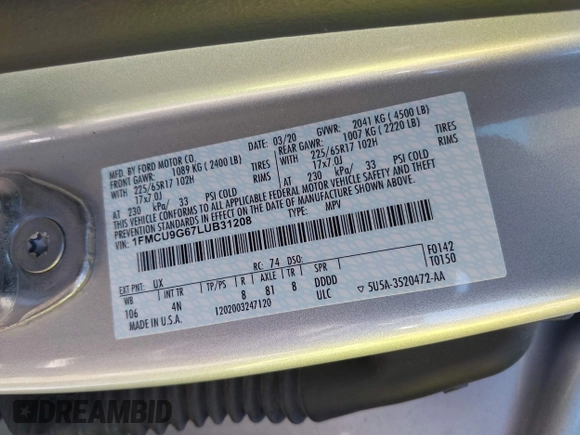 MFD. BY FORD MOTOR CO.
03/20 GVWR: 2041 KG ( 4500 LB)
FRONT GAWR: 1089 KG ( 2400 LB) REAR GAWR: 1007 KG ( 2220 LB)
WITH 225/65R17 102H TIRES WITH 225/65R17 102H TIRES
17x7.0J RIMS 17x7.0J RIMS
AT 230 kPa/ 33 PSI COLD AT 230 kPa/ 33 PSI COLD
THIS VEHICLE CONFORMS TO ALL APPLICABLE FEDERAL MOTOR VEHICLE SAFETY AND THEFT
PREVENTION STANDARDS IN EFFECT ON THE DATE OF MANUFACTURE SHOWN ABOVE.
VIN: 1FMCU9G67LUB31208 TYPE: MPV
F0142
T0150
EXT PNT: UX RC: 74 DSO:
WB INT TR TP/PS R AXLE TR SPR
106 4N 8 81 8 DDDD
MADE IN U.S.A. 1202003247120 ULC ▽ 5U5A-3520472-AA
DREAMBID